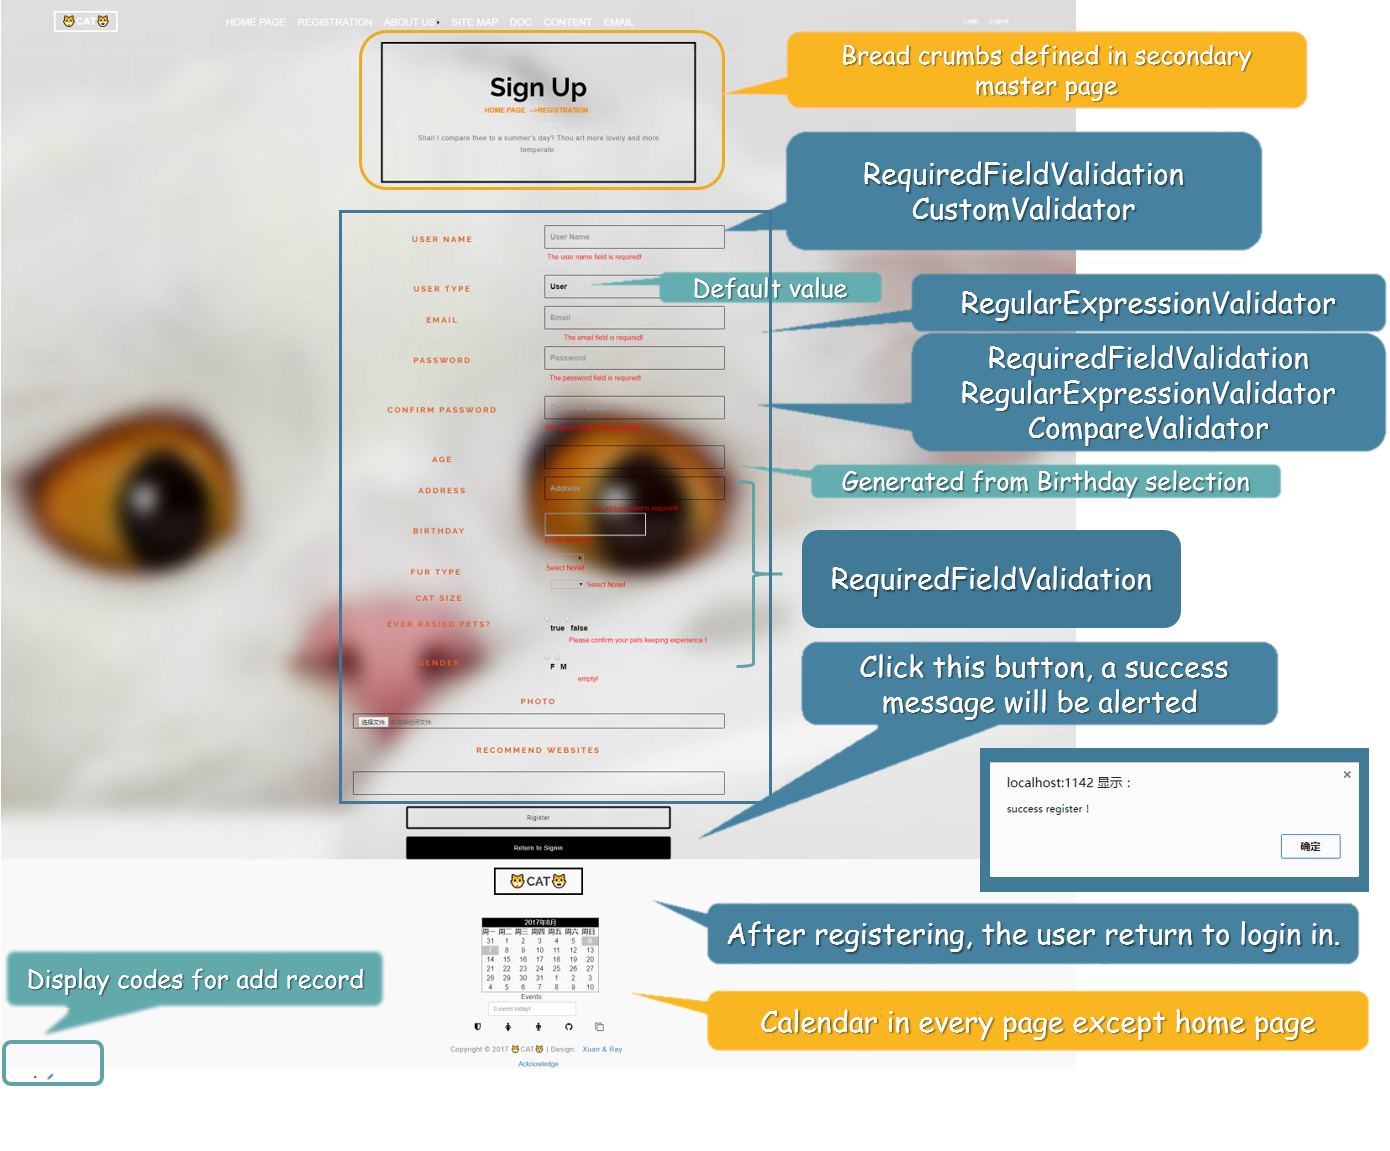 CAT
HOME PAGE REGISTRATION ABOUT US SITE MAP DOC CONTENT EMAIL
Login Logout
Sign Up
HOME PAGE -->REGISTRATION
Shall I compare thee to a summer's day? Thou art more lovely and more
temperate.
Bread crumbs defined in secondary
master page
RequiredFieldValidation
CustomValidator
USER NAME
User Name
The user name field is required!
USER TYPE
User
Default value
EMAIL
Email
The email field is required!
RegularExpressionValidator
PASSWORD
Password
The password field is required!
RequiredFieldValidation
RegularExpressionValidator
CompareValidator
CONFIRM PASSWORD
AGE
Generated from Birthday selection
ADDRESS
Address
field is required!
BIRTHDAY
FUR TYPE
Select None!
CAT SIZE
Select None!
RequiredFieldValidation
EVER RASIED PETS?
true false
Please confirm your pets keeping experience !
GENDER
F M
empty!
Click this button, a success
message will be alerted
PHOTO
选择文件 未选择任何文件
RECOMMEND WEBSITES
Rigister
Return to Signin
localhost:1142 显示：
success register！
确定
CAT
After registering, the user return to login in.
2017年8月
周一 周二 周三 周四 周五 周六 周日
31 1 2 3 4 5 6
7 8 9 10 11 12 13
14 15 16 17 18 19 20
21 22 23 24 25 26 27
28 29 30 31 1 2 3
4 5 6 7 8 9 10
Events:
0 event today!
Calendar in every page except home page
Display codes for add record
Copyright © 2017 CAT | Design: Xuan & Ray
Acknowledge